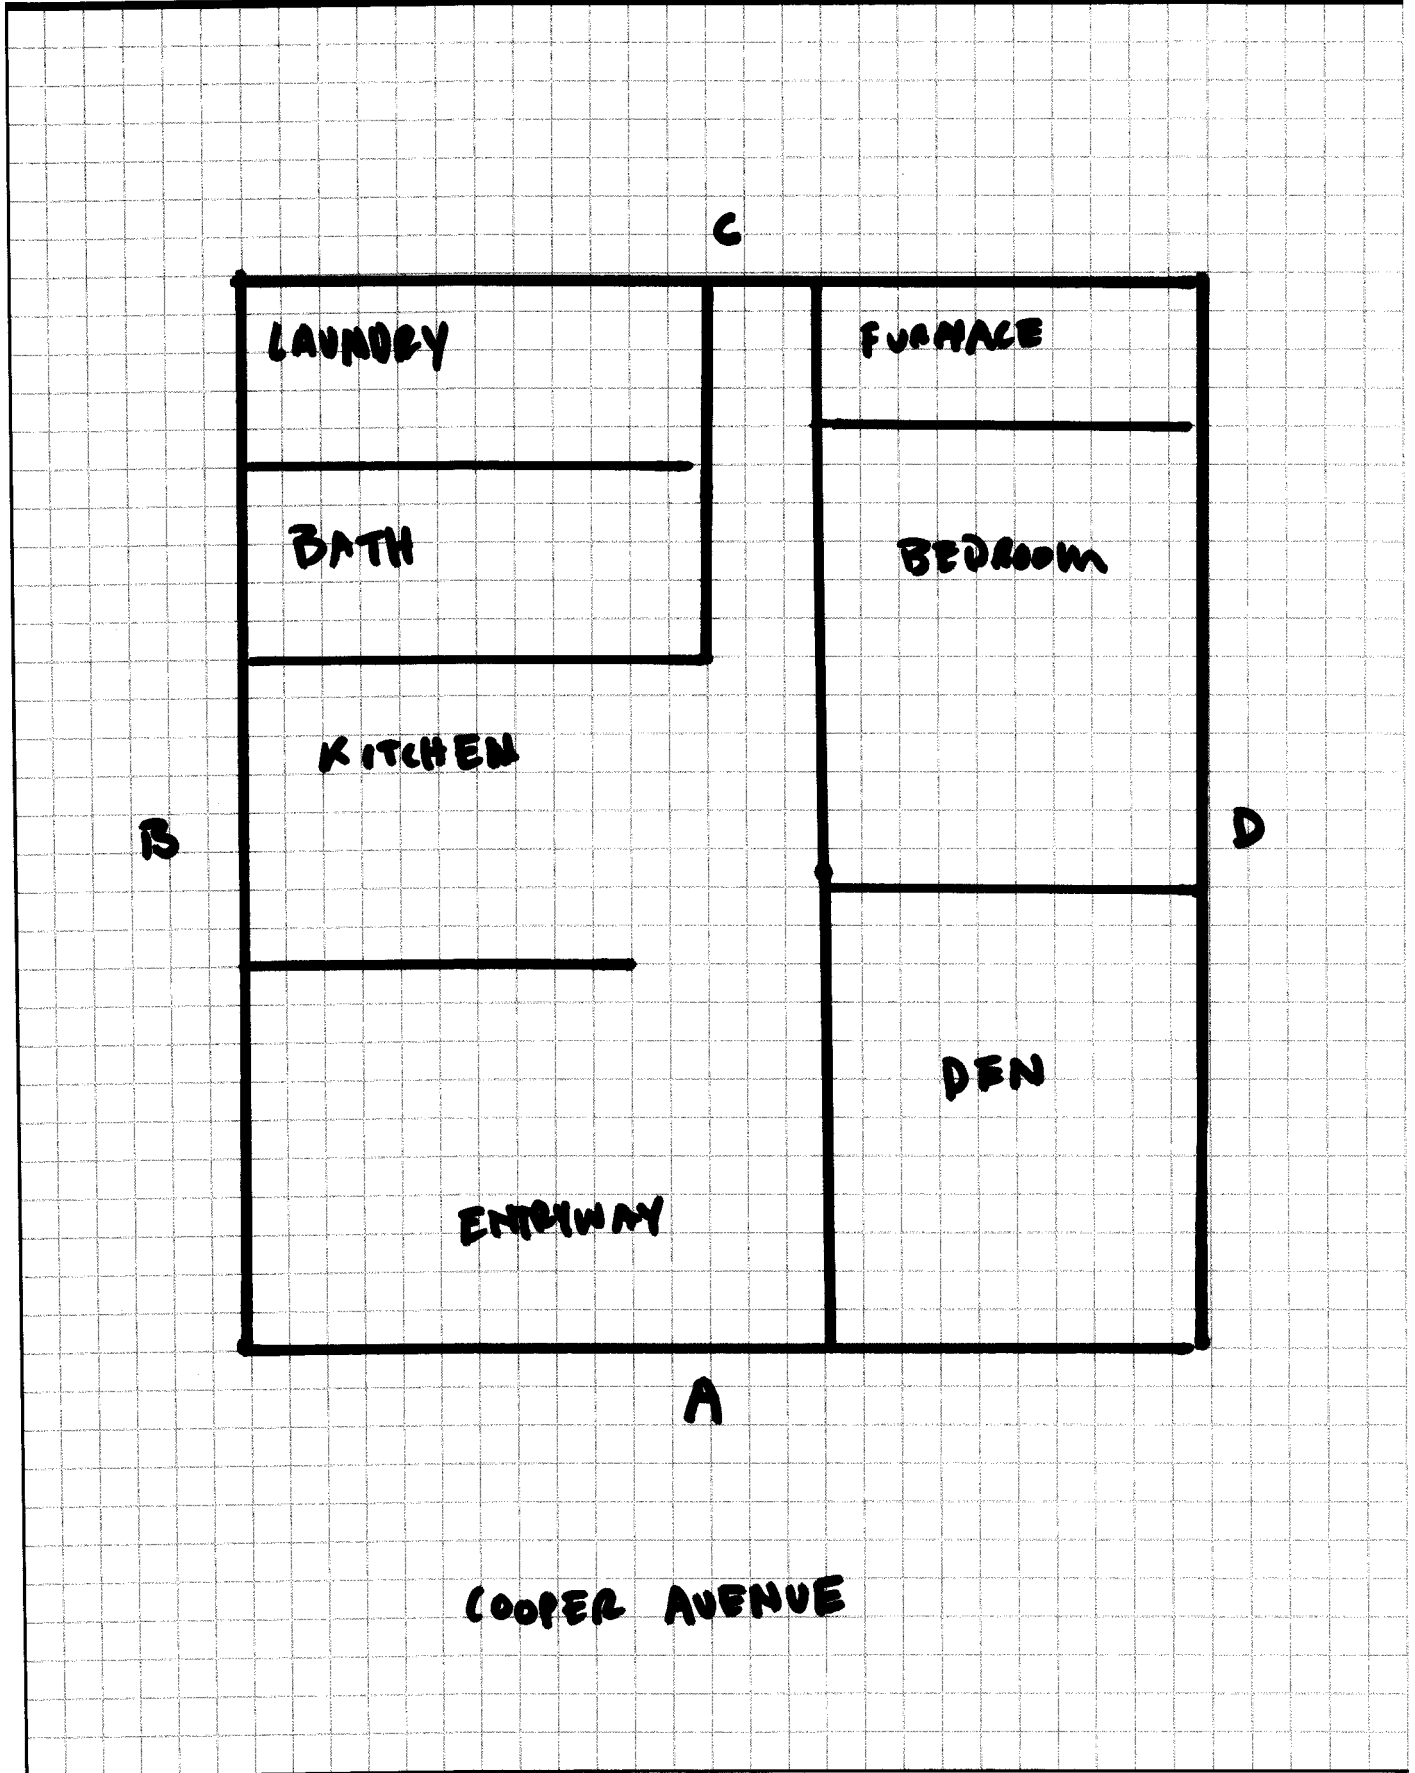 C
LAUNDRY
FURNACE
BATH
BEDROOM
KITCHEN
B
D
DEN
ENTRYWAY
A
COOPER AVENUE